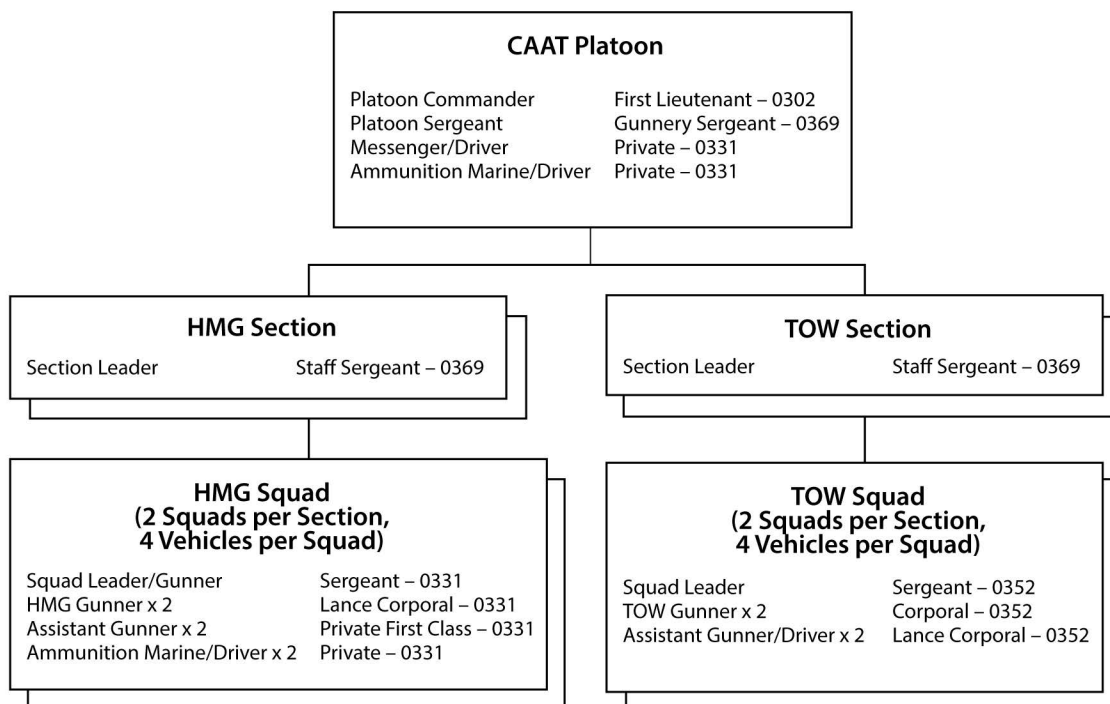 CAAT Platoon
Platoon Commander First Lieutenant – 0302
Platoon Sergeant Gunnery Sergeant – 0369
Messenger/Driver Private – 0331
Ammunition Marine/Driver Private – 0331
HMG Section
Section Leader Staff Sergeant – 0369
TOW Section
Section Leader Staff Sergeant – 0369
HMG Squad
(2 Squads per Section,
4 Vehicles per Squad)
Squad Leader/Gunner Sergeant – 0331
HMG Gunner x 2 Lance Corporal – 0331
Assistant Gunner x 2 Private First Class – 0331
Ammunition Marine/Driver x 2 Private – 0331
TOW Squad
(2 Squads per Section,
4 Vehicles per Squad)
Squad Leader Sergeant – 0352
TOW Gunner x 2 Corporal – 0352
Assistant Gunner/Driver x 2 Lance Corporal – 0352